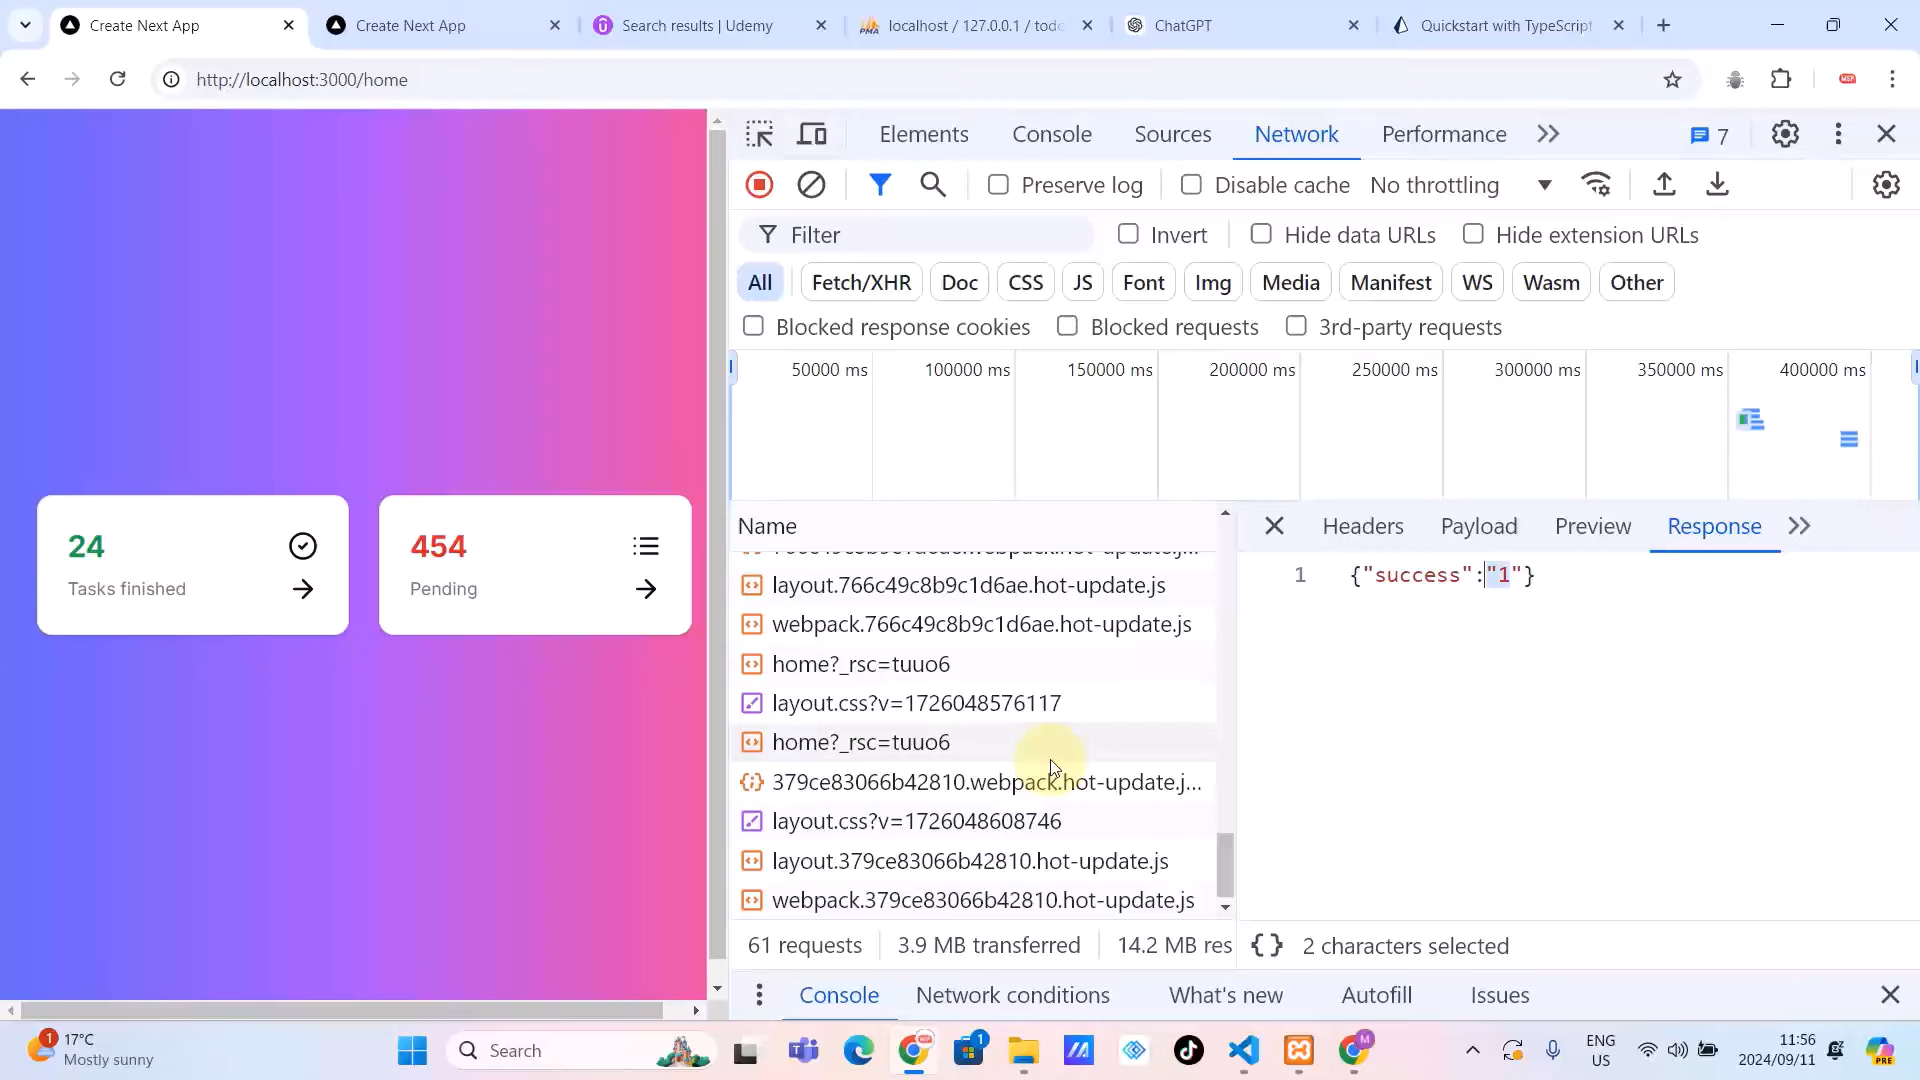 Create Next App
Create Next App
Search results | Udemy
localhost / 127.0.0.1 / todo
ChatGPT
Quickstart with TypeScript
http://localhost:3000/home
Elements
Console
Sources
Network
Performance
7
Preserve log
Disable cache
No throttling
Filter
Invert
Hide data URLs
Hide extension URLs
All
Fetch/XHR
Doc
CSS
JS
Font
Img
Media
Manifest
WS
Wasm
Other
Blocked response cookies
Blocked requests
3rd-party requests
50000 ms
100000 ms
150000 ms
200000 ms
250000 ms
300000 ms
350000 ms
400000 ms
24
Tasks finished
454
Pending
Name
layout.766c49c8b9c1d6ae.hot-update.js
webpack.766c49c8b9c1d6ae.hot-update.js
home?_rsc=tuuo6
layout.css?v=1726048576117
home?_rsc=tuuo6
379ce83066b42810.webpack.hot-update.j...
layout.css?v=1726048608746
layout.379ce83066b42810.hot-update.js
webpack.379ce83066b42810.hot-update.js
61 requests
3.9 MB transferred
14.2 MB res
Headers
Payload
Preview
Response
1 {"success":"1"}
2 characters selected
Console
Network conditions
What's new
Autofill
Issues
1
17°C
Mostly sunny
Search
1
M
ENG
US
11:56
2024/09/11
PRE